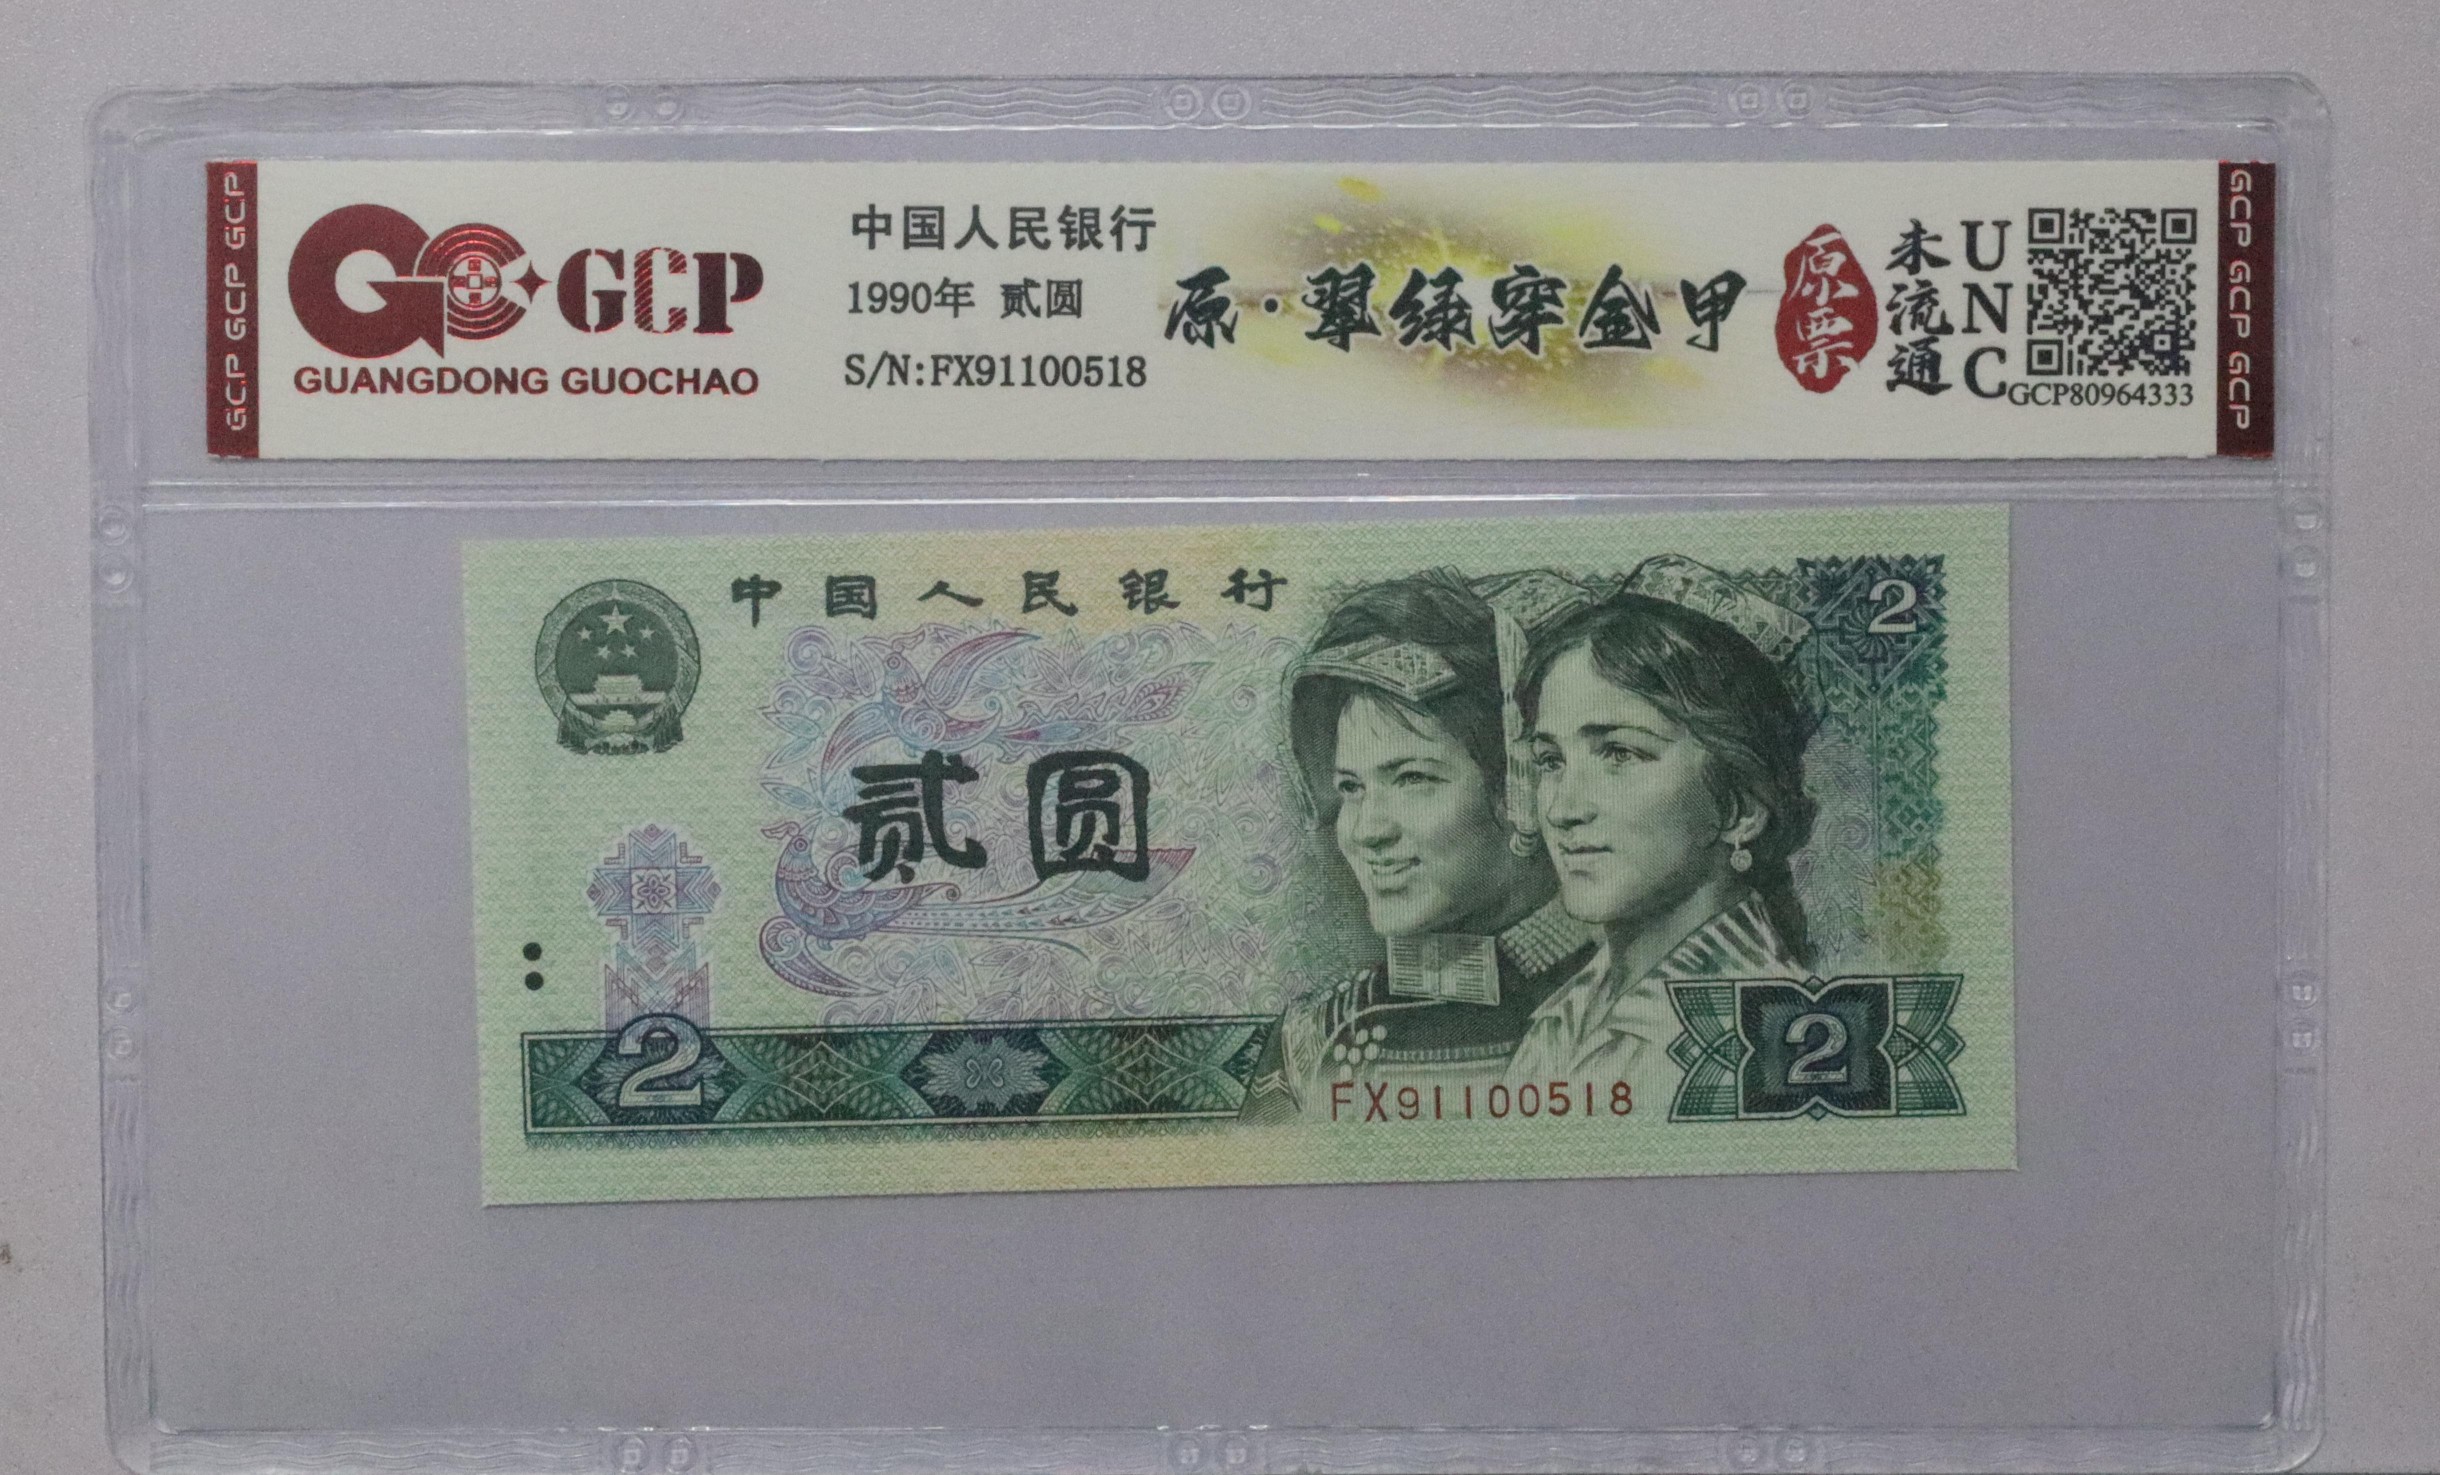 GCP GCP GCP
GCP
GUANGDONG GUOCHAO
中国人民银行
1990年 贰圆
S/N:FX91100518
原·翠绿穿金甲
原票
未流通
UNC
GCP80964333
GCP GCP GCP
中国人民银行
2
贰圆
2
FX91100518
2